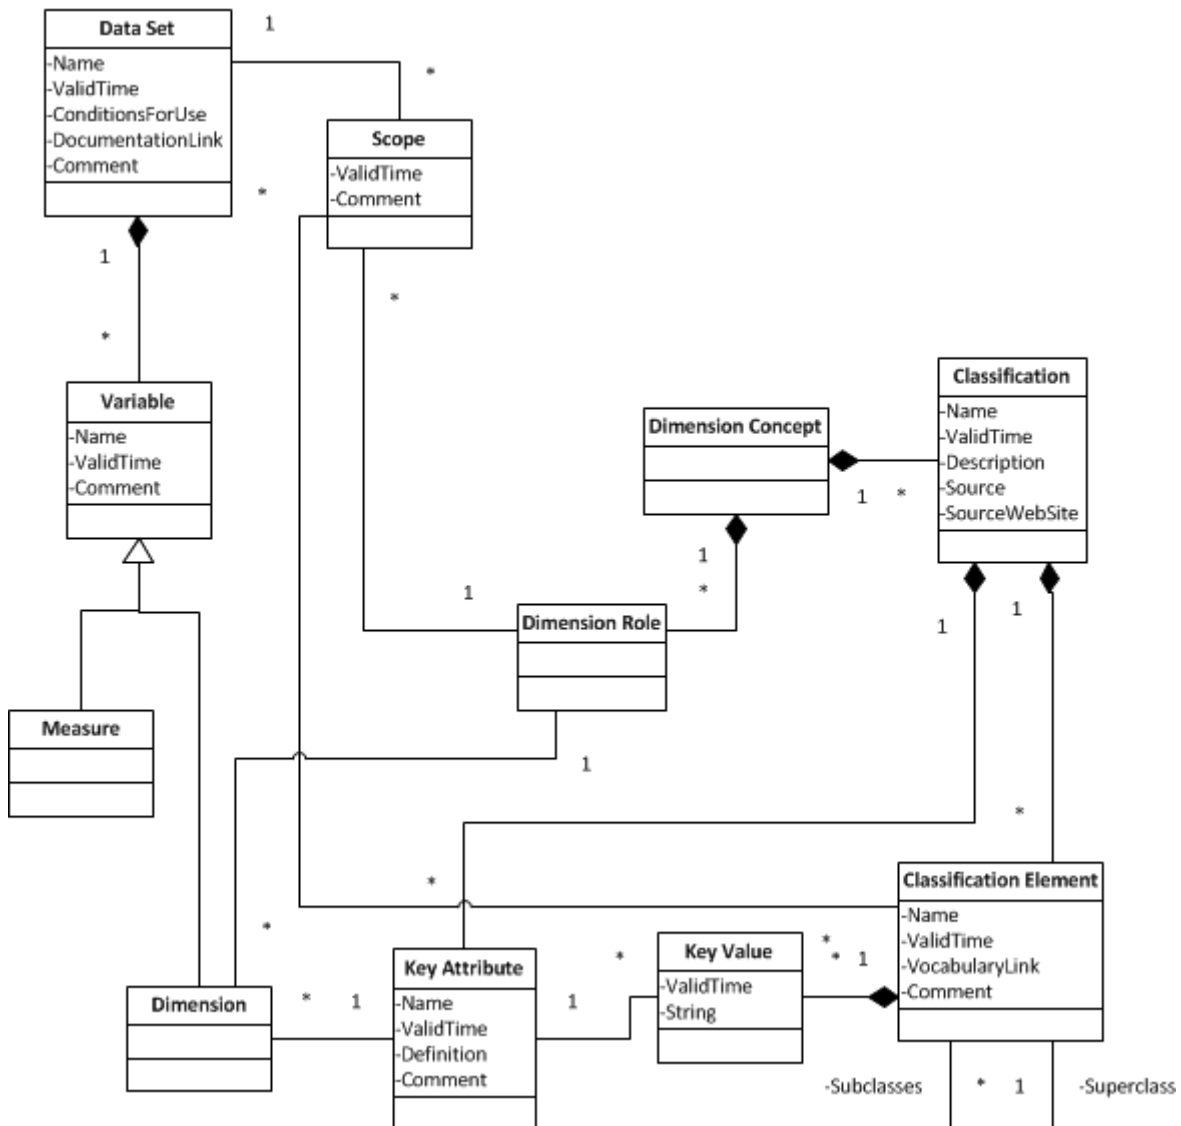 Data Set
-Name
-ValidTime
-ConditionsForUse
-DocumentationLink
-Comment
1
*
Scope
-ValidTime
-Comment
*
1
*
*
Variable
-Name
-ValidTime
-Comment
Dimension Concept
Classification
-Name
-ValidTime
-Description
-Source
-SourceWebSite
1
*
1
*
1
Dimension Role
1
1
Measure
1
*
*
*
Classification Element
-Name
-ValidTime
-VocabularyLink
-Comment
Key Attribute
-Name
-ValidTime
-Definition
-Comment
*
Key Value
-ValidTime
-String
*
*
1
Dimension
*
1
1
-Subclasses
*
1
-Superclass